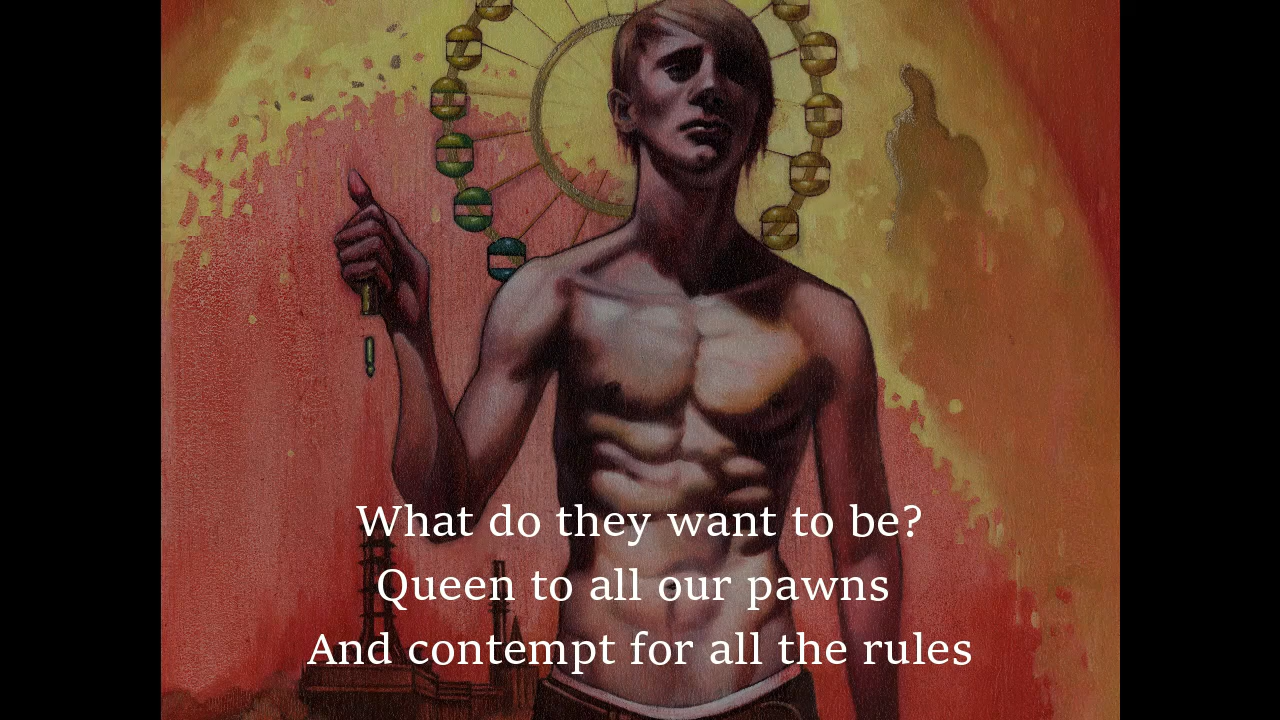 What do they want to be?
Queen to all our pawns
And contempt for all the rules